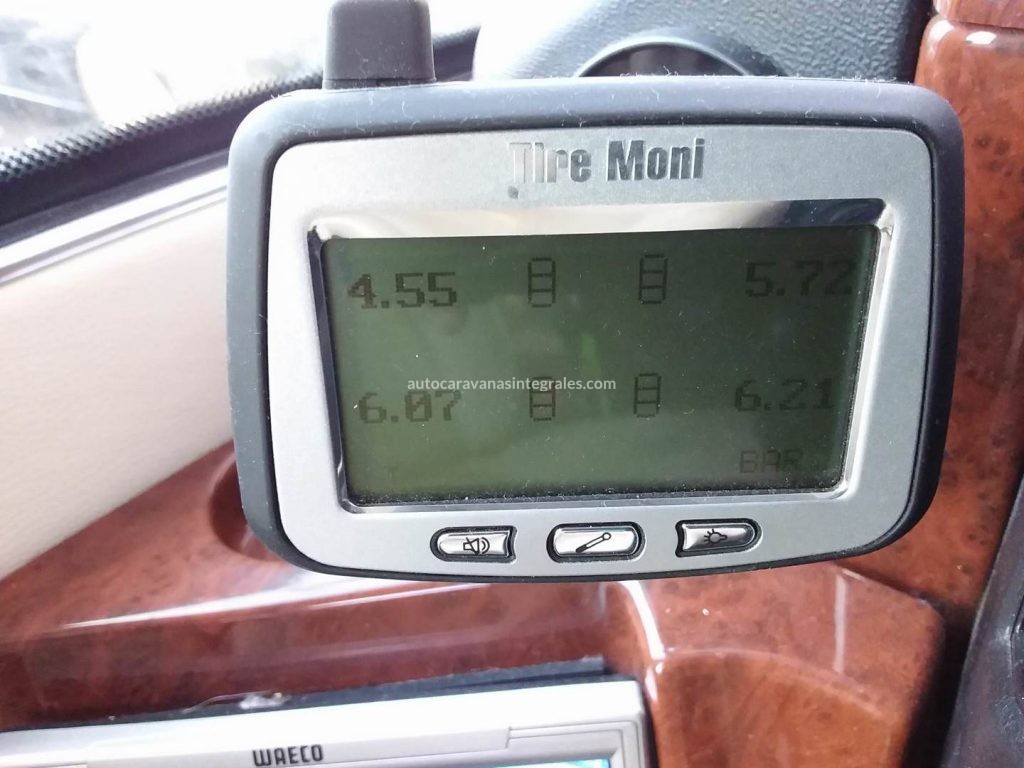 Tire Moni
4.55 5.72
autocaravanasintegrales.com
6.07 6.21
BAR
WAECO